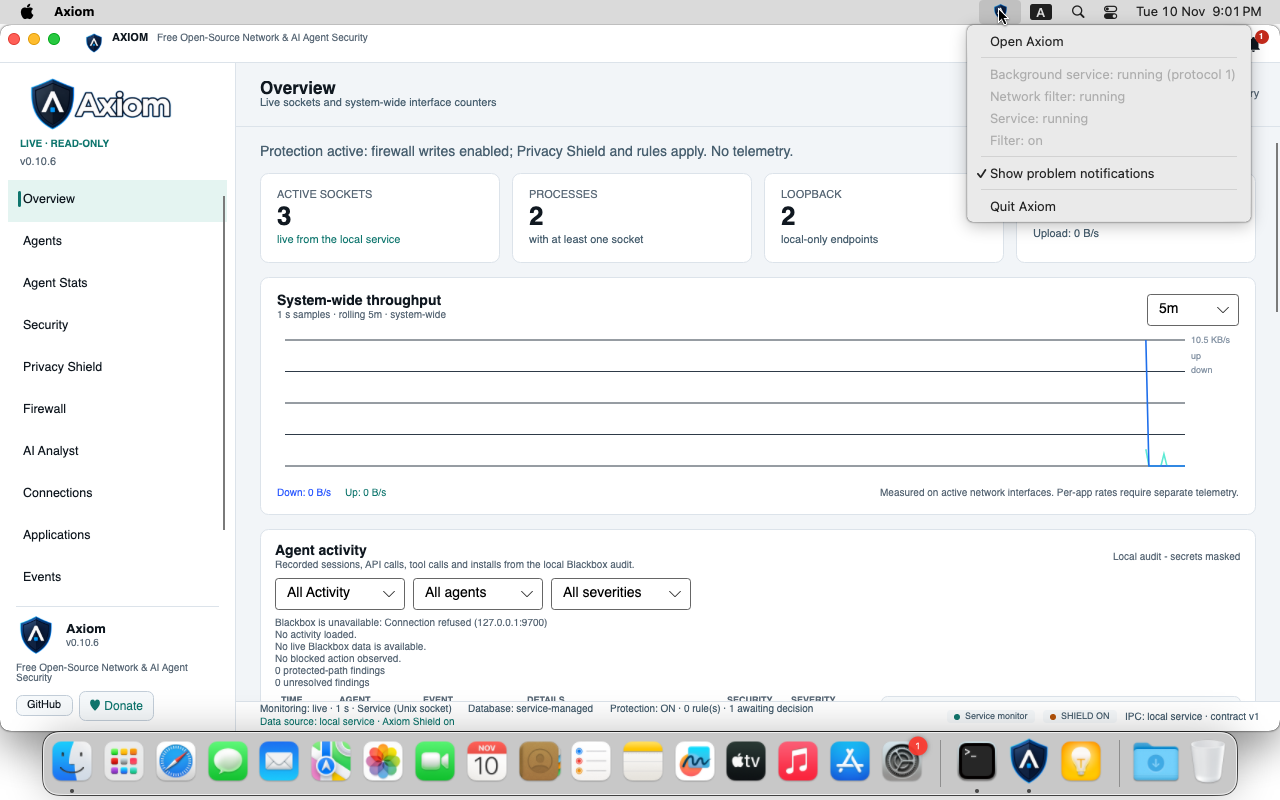 Axiom
A
Tue 10 Nov 9:01 PM
AXIOM Free Open-Source Network & AI Agent Security
1
Open Axiom
Background service: running (protocol 1)
Network filter: running
Service: running
Filter: on
Show problem notifications
Quit Axiom
Axiom
LIVE · READ-ONLY
v0.10.6
Overview
Agents
Agent Stats
Security
Privacy Shield
Firewall
AI Analyst
Connections
Applications
Events
Axiom
v0.10.6
Free Open-Source Network & AI Agent
Security
GitHub
Donate
Overview
Live sockets and system-wide interface counters
Protection active: firewall writes enabled; Privacy Shield and rules apply. No telemetry.
ACTIVE SOCKETS
3
live from the local service
PROCESSES
2
with at least one socket
LOOPBACK
2
local-only endpoints
Upload: 0 B/s
System-wide throughput
1 s samples · rolling 5m · system-wide
5m
10.5 KB/s
up
down
Down: 0 B/s Up: 0 B/s
Measured on active network interfaces. Per-app rates require separate telemetry.
Agent activity
Recorded sessions, API calls, tool calls and installs from the local Blackbox audit.
Local audit - secrets masked
All Activity
All agents
All severities
Blackbox is unavailable: Connection refused (127.0.0.1:9700)
No activity loaded.
No live Blackbox data is available.
No blocked action observed.
0 protected-path findings
0 unresolved findings
TIME AGENT EVENT DETAILS SECURITY SEVERITY
Monitoring: live · 1 s · Service (Unix socket) Database: service-managed Protection: ON · 0 rule(s) · 1 awaiting decision
Data source: local service · Axiom Shield on
Service monitor
SHIELD ON
IPC: local service · contract v1
NOV
10
tv
1